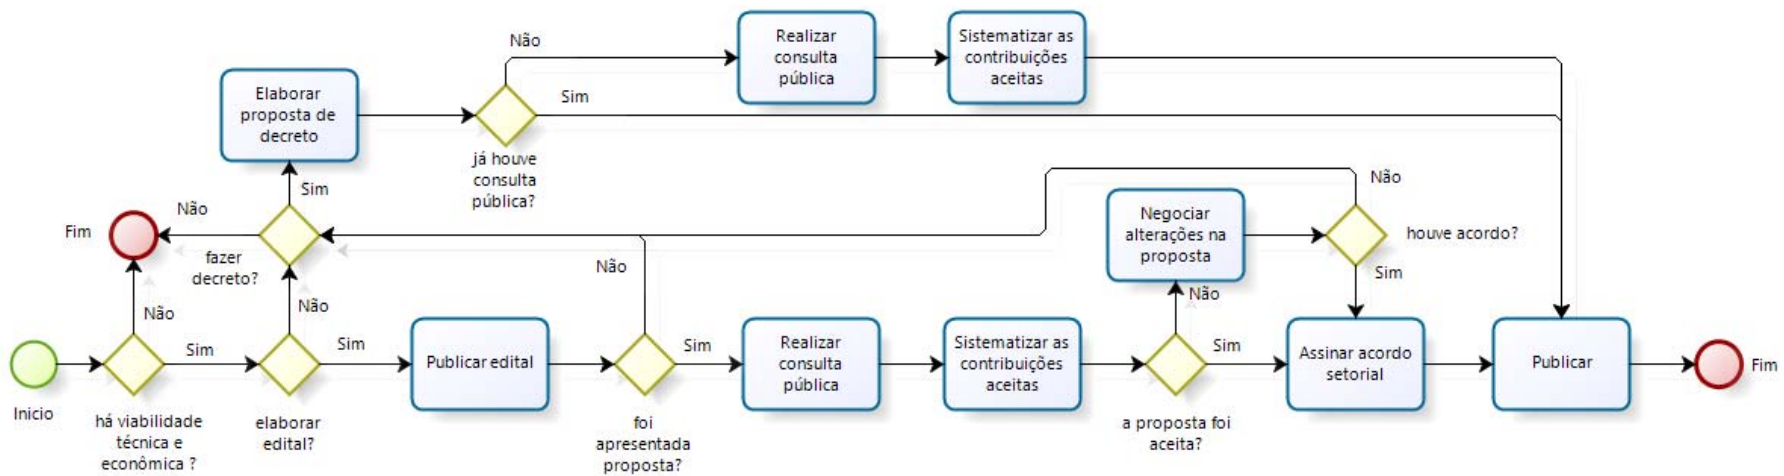 Não
Realizar
consulta
pública
Sistematizar as
contribuições
aceitas
Elaborar
proposta de
decreto
Sim
já houve
consulta
pública?
Sim
Não
Fim
fazer
decreto?
Não
Negociar
alterações na
proposta
Não
houve acordo?
Sim
Não
Não
Não
Não
Inicio
há viabilidade
técnica e
econômica ?
Sim
elaborar
edital?
Sim
Publicar edital
foi
apresentada
proposta?
Sim
Realizar
consulta
pública
Sistematizar as
contribuições
aceitas
a proposta foi
aceita?
Sim
Assinar acordo
setorial
Publicar
Fim